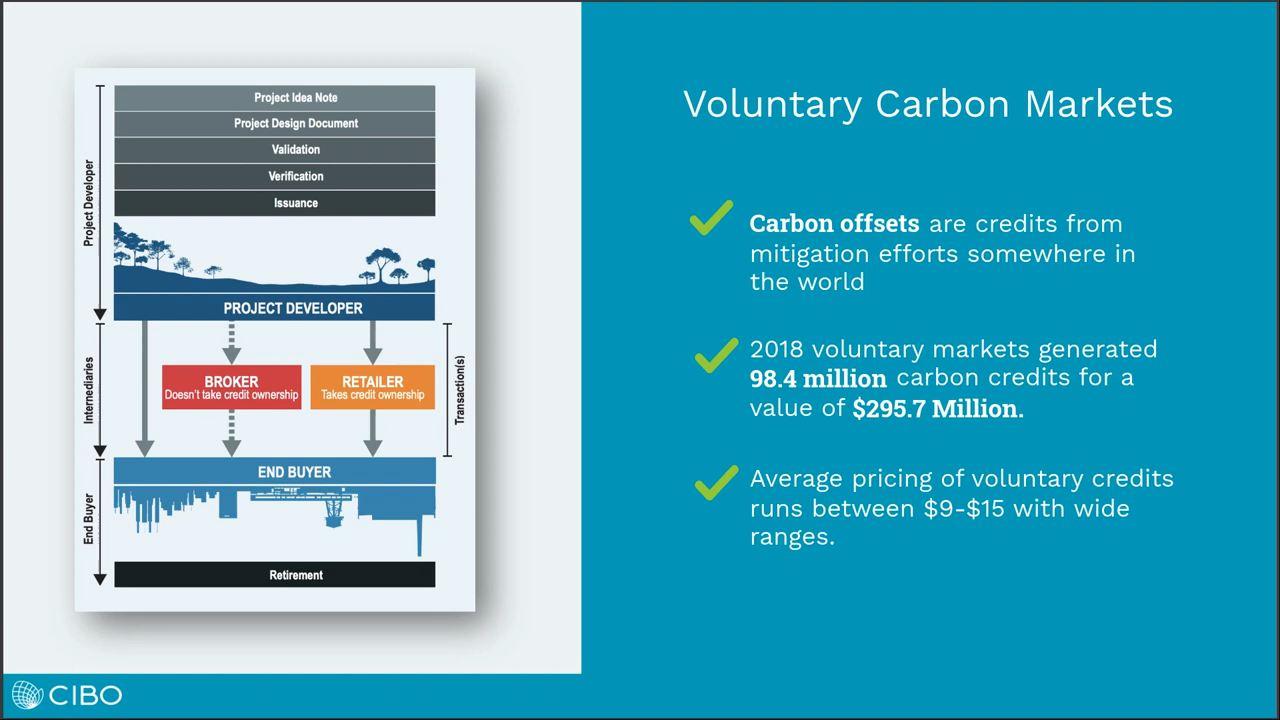 Project Developer
Project Idea Note
Project Design Document
Validation
Verification
Issuance
PROJECT DEVELOPER
Internediaries
BROKER
Doesn't take credit ownership
RETAILER
Takes credit ownership
Transaction(s)
END BUYER
End Buyer
Retirement
CIBO
Voluntary Carbon Markets
Carbon offsets are credits from
mitigation efforts somewhere in
the world
2018 voluntary markets generated
98.4 million carbon credits for a
value of $295.7 Million.
Average pricing of voluntary credits
runs between $9-$15 with wide
ranges.